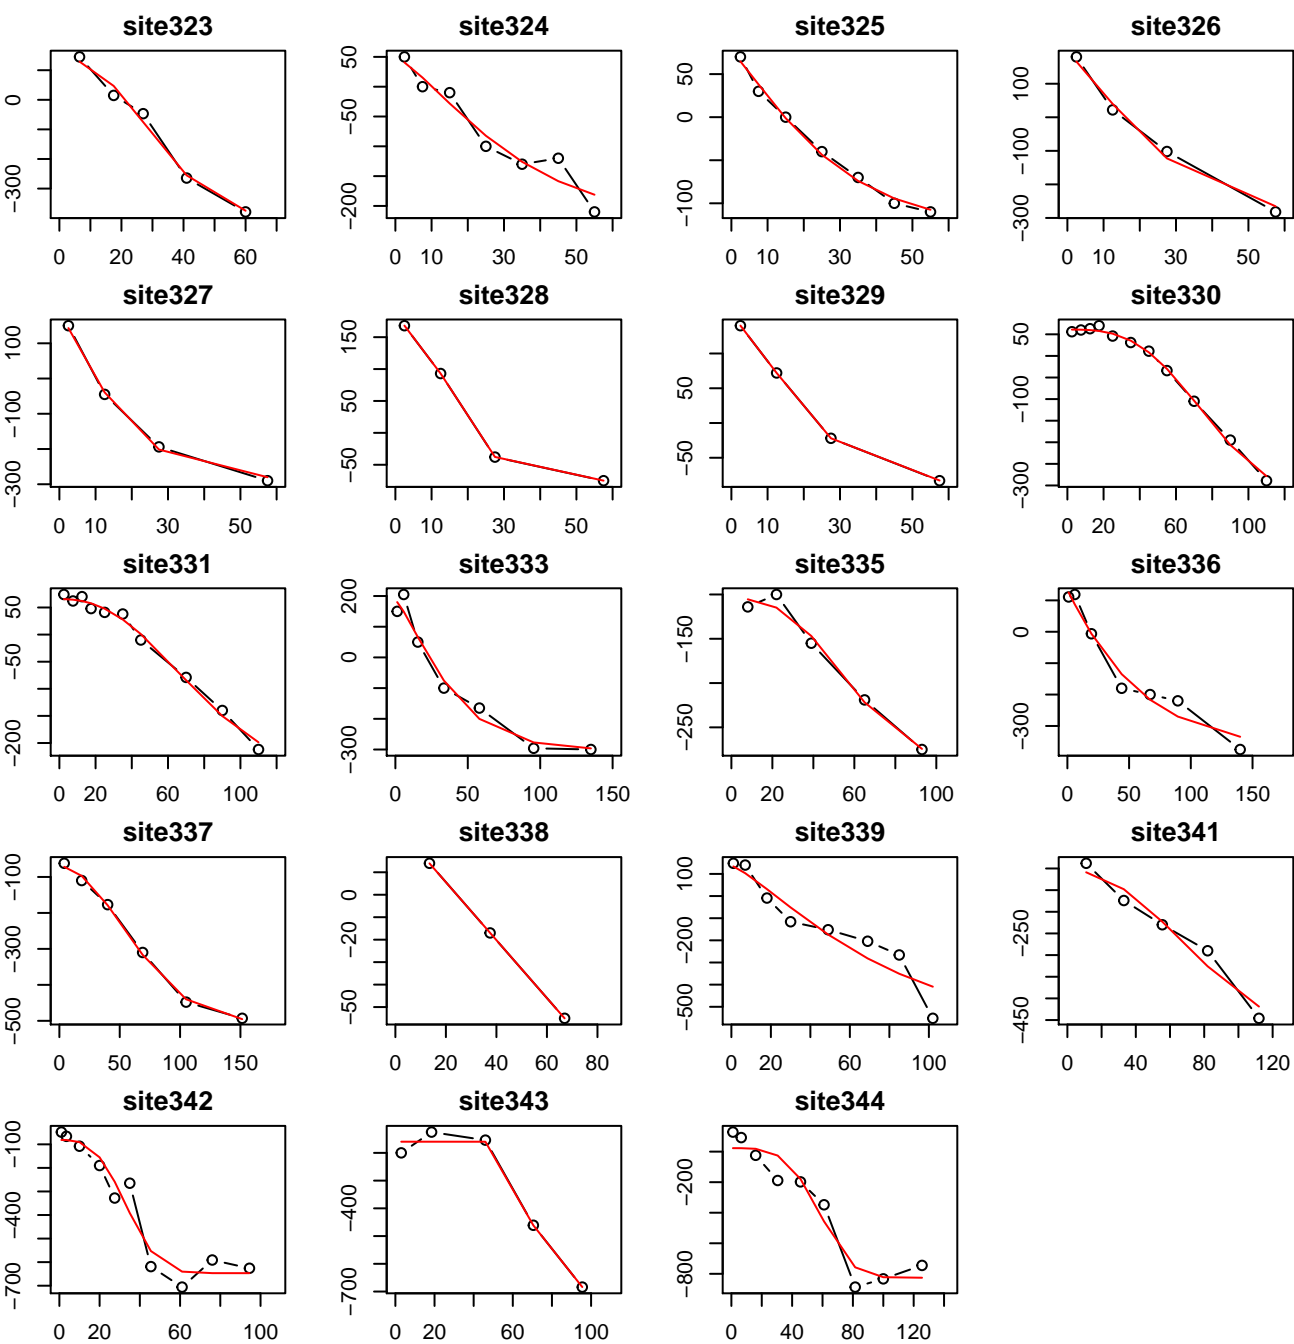 site323 site324 site325 site326
0 −300
0 20 40 60
50 −50 −200
0 10 30 50
50 0 −100
0 10 30 50
100 −100 −300
0 10 30 50
site327 site328 site329 site330
100 −100 −300
0 10 30 50
150 50 −50
0 10 30 50
50 −50
0 10 30 50
50 −100 −300
0 20 60 100
site331 site333 site335 site336
50 −50 −200
0 20 60 100
200 0 −300
0 50 100 150
−150 −250
0 20 60 100
0 −300
0 50 100 150
site337 site338 site339 site341
−100 −300 −500
0 50 100 150
0 −20 −50
0 20 40 60 80
100 −200 −500
0 20 60 100
−250 −450
0 40 80 120
site342 site343 site344
−100 −400 −700
0 20 60 100
−400 −700
0 20 60 100
−200 −800
0 40 80 120